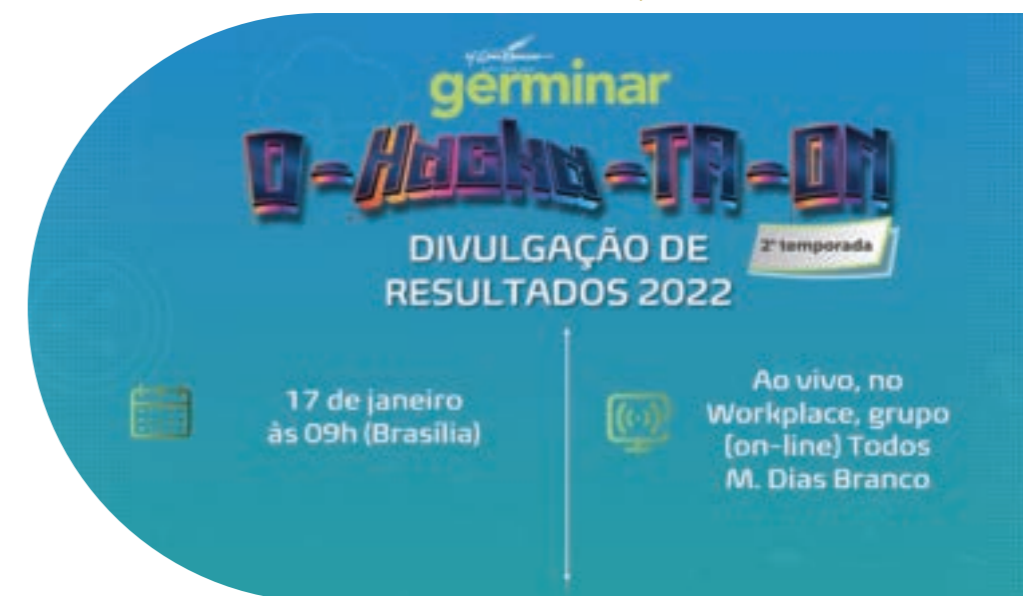 germinar
O-HACKA-TA-ON
2ª temporada
DIVULGAÇÃO DE
RESULTADOS 2022
17 de janeiro
às 09h (Brasília)
Ao vivo, no
Workplace, grupo
(on-line) Todos
M. Dias Branco